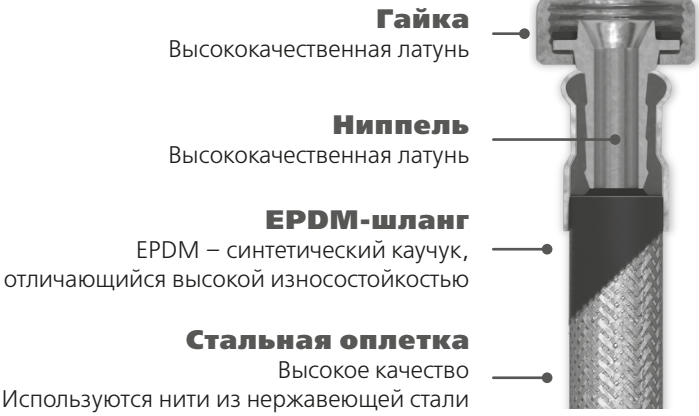 Гайка
Высококачественная латунь
Ниппель
Высококачественная латунь
EPDM-шланг
EPDM – синтетический каучук,
отличающийся высокой износостойкостью
Стальная оплетка
Высокое качество
Используются нити из нержавеющей стали